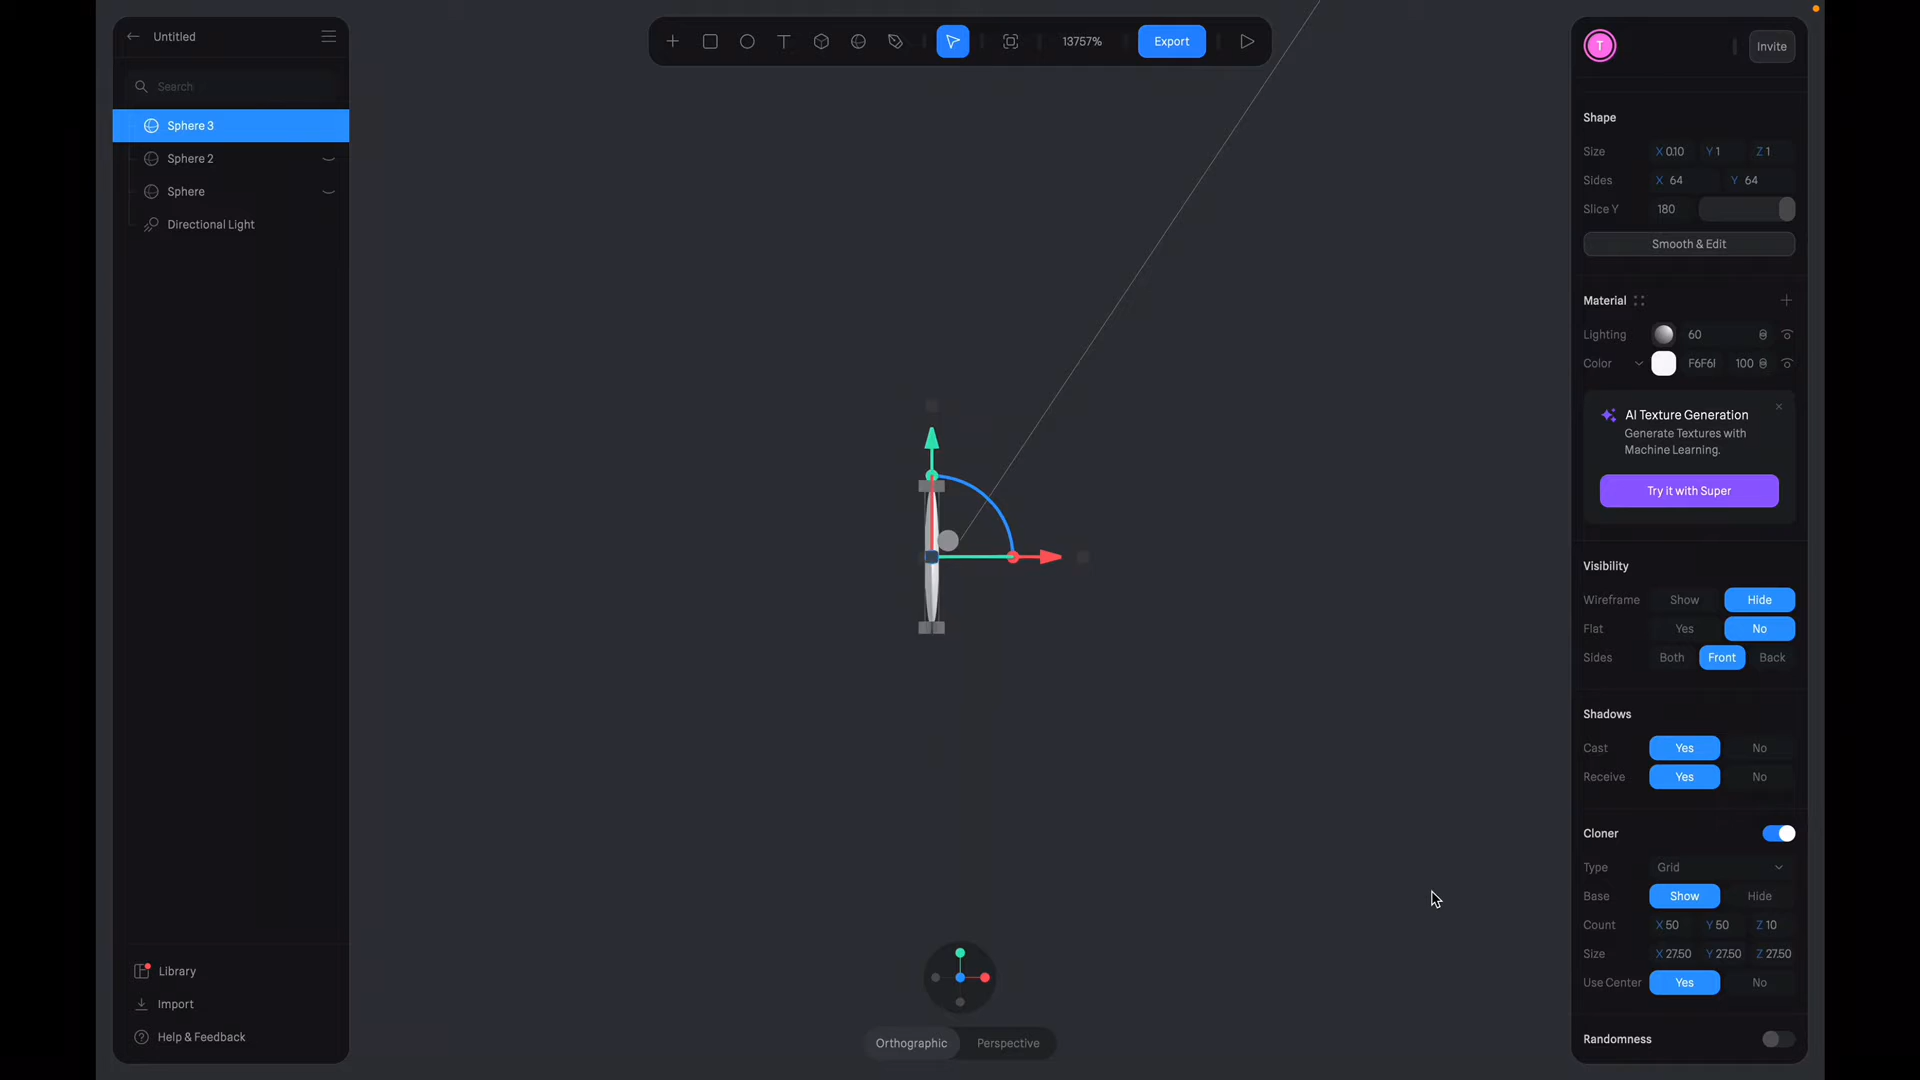 Untitled
13757%
Export
T
Invite
Search
Sphere 3
Sphere 2
Sphere
Directional Light
Library
Import
Help & Feedback
Orthographic
Perspective
Shape
Size X 0.10 Y 1 Z 1
Sides X 64 Y 64
Slice Y 180
Smooth & Edit
Material
Lighting 60
Color F6F6 100
AI Texture Generation
Generate Textures with
Machine Learning.
Try it with Super
Visibility
Wireframe Show Hide
Flat Yes No
Sides Both Front Back
Shadows
Cast Yes No
Receive Yes No
Cloner
Type Grid
Base Show Hide
Count X 50 Y 50 Z 10
Size X 27.50 Y 27.50 Z 27.50
Use Center Yes No
Randomness